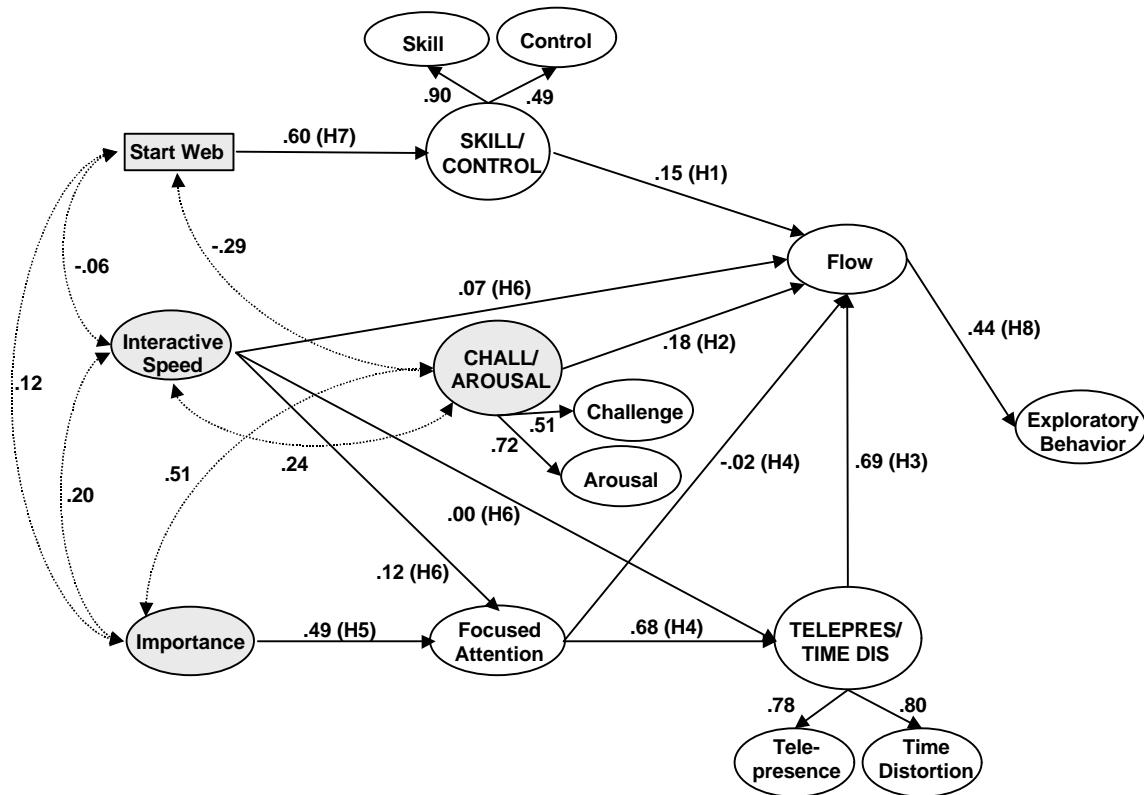 Skill
Control
.90
.49
Start Web
.60 (H7)
SKILL/
CONTROL
.15 (H1)
-.29
-.06
Flow
.07 (H6)
Interactive
Speed
CHALL/
AROUSAL
.18 (H2)
.44 (H8)
.12
Challenge
.51
.72
Exploratory
Behavior
.24
.51
Arousal
-.02 (H4)
.69 (H3)
.20
.00 (H6)
.12 (H6)
Importance
.49 (H5)
Focused
Attention
.68 (H4)
TELEPRES/
TIME DIS
.78
.80
Tele-
presence
Time
Distortion